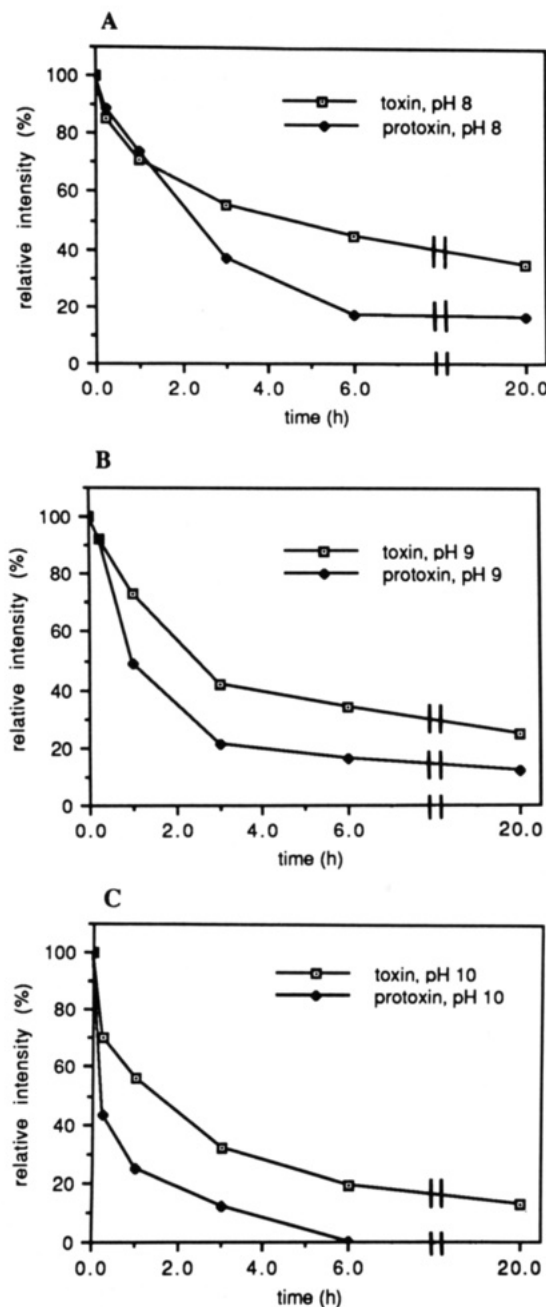 A
100
80
60
40
20
0
relative intensity (%)
toxin, pH 8
protoxin, pH 8
0.0 2.0 4.0 6.0 20.0
time (h)
B
100
80
60
40
20
0
relative intensity (%)
toxin, pH 9
protoxin, pH 9
0.0 2.0 4.0 6.0 20.0
time (h)
C
100
80
60
40
20
0
relative intensity (%)
toxin, pH 10
protoxin, pH 10
0.0 2.0 4.0 6.0 20.0
time (h)